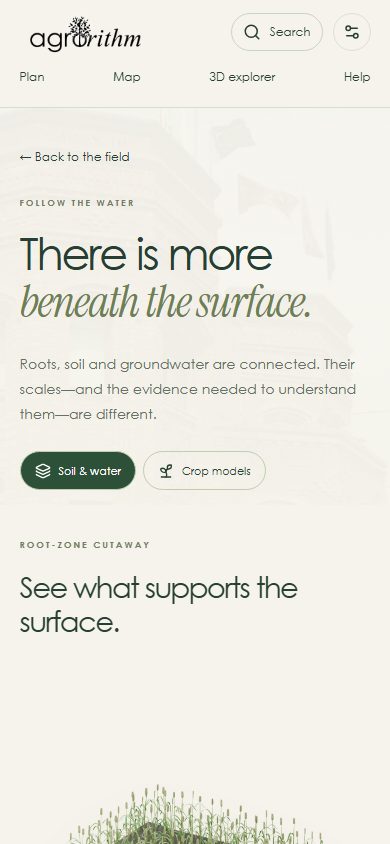 agrorithm
Search
Plan
Map
3D explorer
Help
← Back to the field
FOLLOW THE WATER
There is more
beneath the surface.
Roots, soil and groundwater are connected. Their
scales—and the evidence needed to understand
them—are different.
Soil & water
Crop models
ROOT-ZONE CUTAWAY
See what supports the
surface.